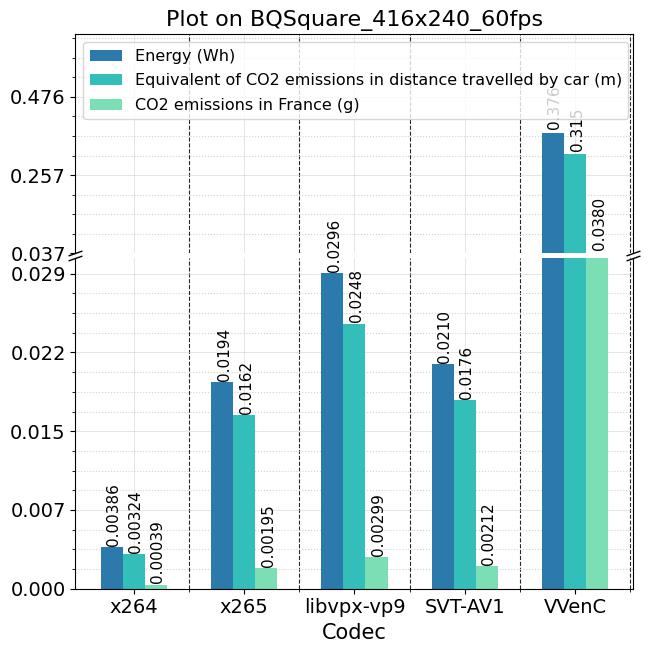 Plot on BQSquare_416x240_60fps
Energy (Wh)
Equivalent of CO2 emissions in distance travelled by car (m)
CO2 emissions in France (g)
0.476
0.257
0.037
0.029
0.022
0.015
0.007
0.000
0.00386
0.00324
0.00039
0.0194
0.0162
0.00195
0.0296
0.0248
0.00299
0.0210
0.0176
0.00212
0.376
0.315
0.0380
x264
x265
libvpx-vp9
SVT-AV1
VVenC
Codec